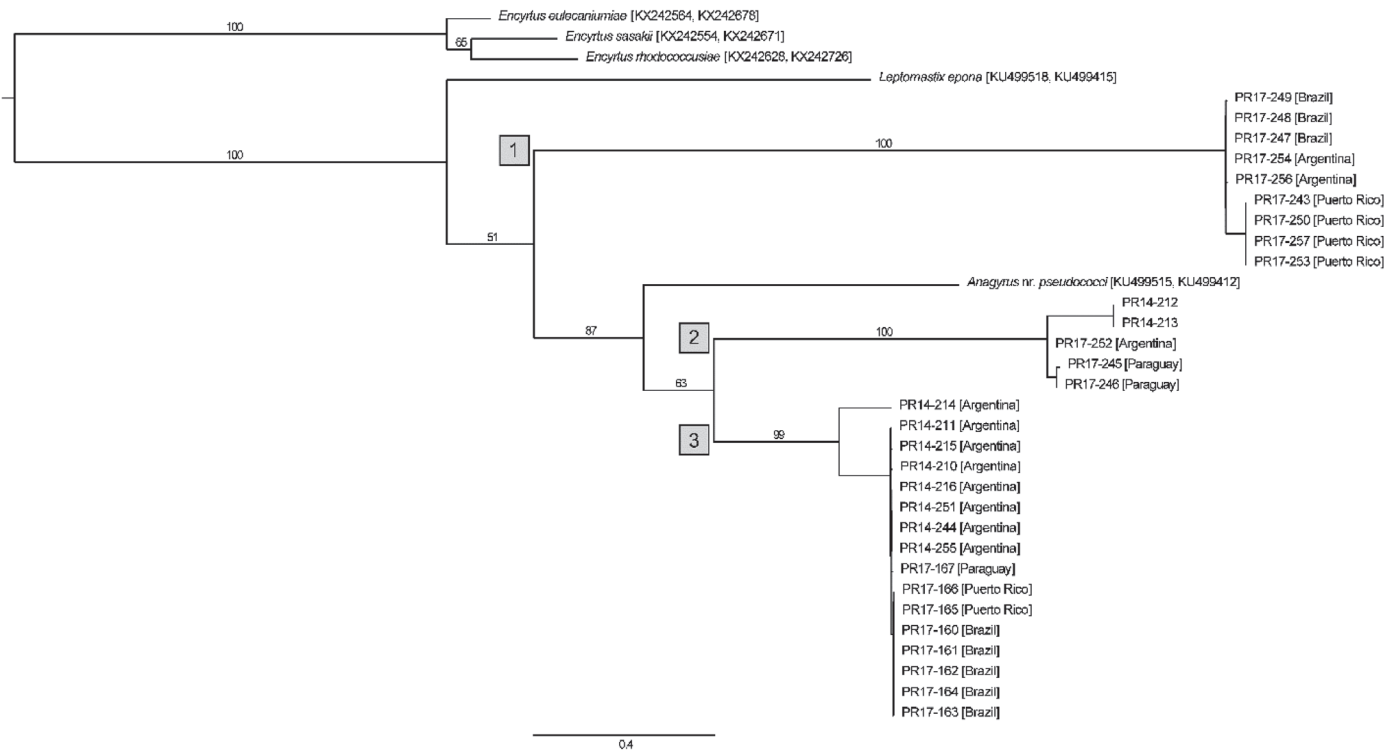 Encyrtus eulecaniumiae [KX242564, KX242678]
100
65
Encyrtus sasakii [KX242554, KX242671]
Encyrtus rhodococcusiae [KX242628, KX242726]
Leptomastix epona [KU499518, KU499415]
PR17-249 [Brazil]
PR17-248 [Brazil]
PR17-247 [Brazil]
1
100
100
PR17-254 [Argentina]
PR17-256 [Argentina]
PR17-243 [Puerto Rico]
PR17-250 [Puerto Rico]
51
PR17-257 [Puerto Rico]
PR17-253 [Puerto Rico]
Anagyrus nr. pseudococci [KU499515, KU499412]
PR14-212
PR14-213
87
2
100
PR17-252 [Argentina]
PR17-245 [Paraguay]
63
PR17-246 [Paraguay]
PR14-214 [Argentina]
PR14-211 [Argentina]
3
99
PR14-215 [Argentina]
PR14-210 [Argentina]
PR14-216 [Argentina]
PR14-251 [Argentina]
PR14-244 [Argentina]
PR14-255 [Argentina]
PR17-167 [Paraguay]
PR17-166 [Puerto Rico]
PR17-165 [Puerto Rico]
PR17-160 [Brazil]
PR17-161 [Brazil]
PR17-162 [Brazil]
PR17-164 [Brazil]
PR17-163 [Brazil]
0.4